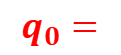 q₀ =